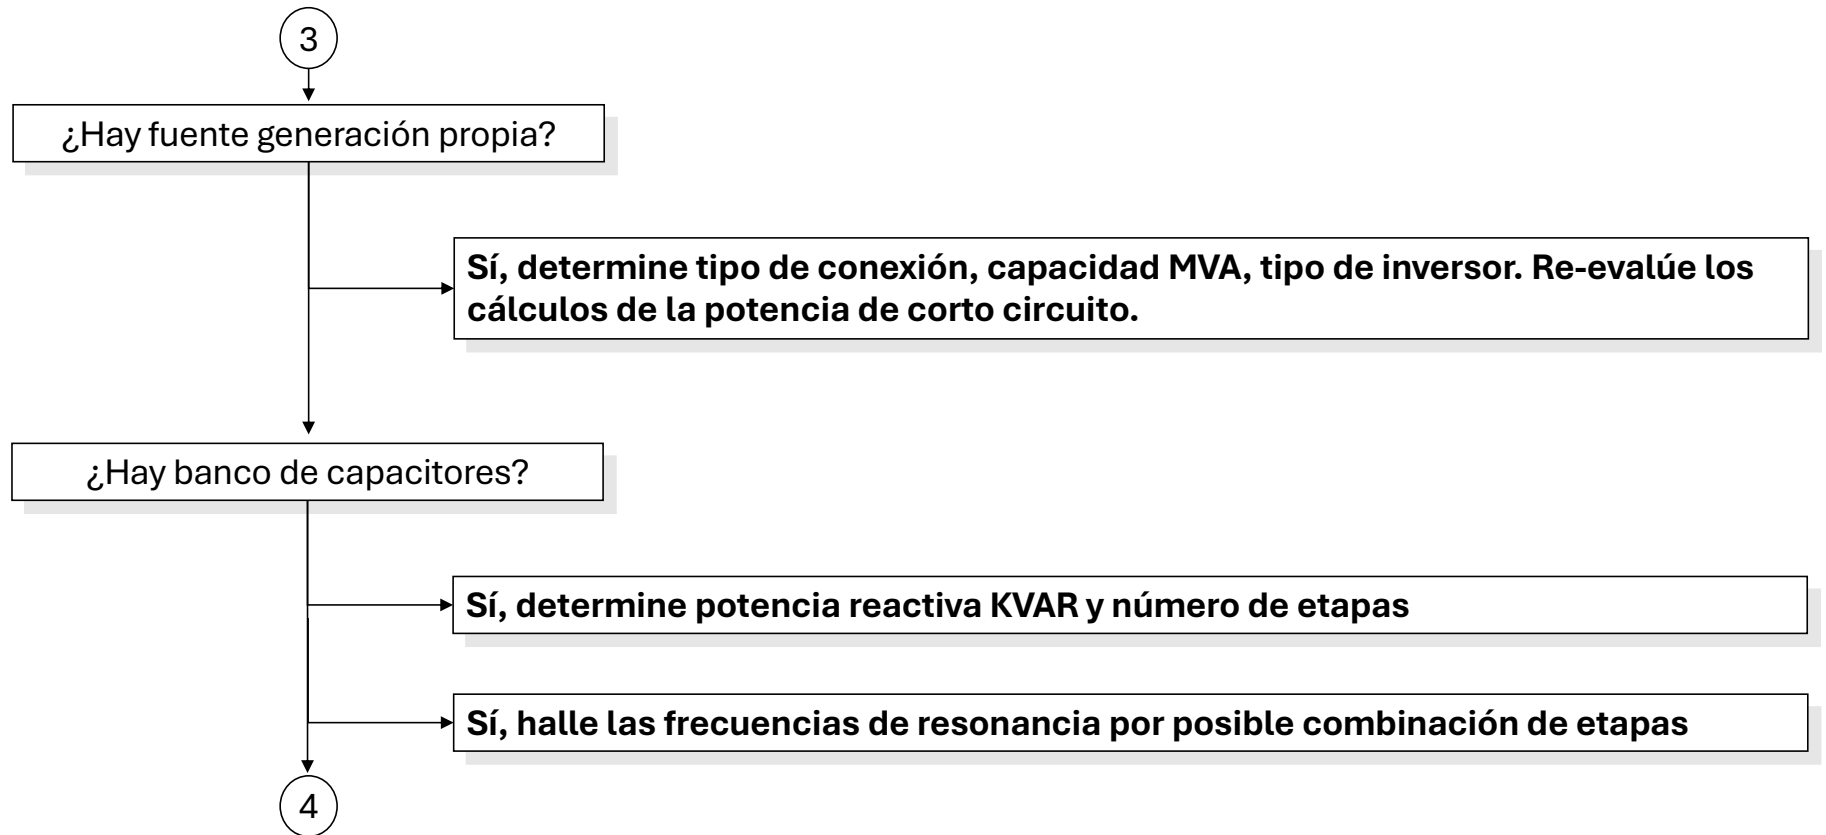 3
¿Hay fuente generación propia?
Sí, determine tipo de conexión, capacidad MVA, tipo de inversor. Re-evalúe los
cálculos de la potencia de corto circuito.
¿Hay banco de capacitores?
Sí, determine potencia reactiva KVAR y número de etapas
Sí, halle las frecuencias de resonancia por posible combinación de etapas
4